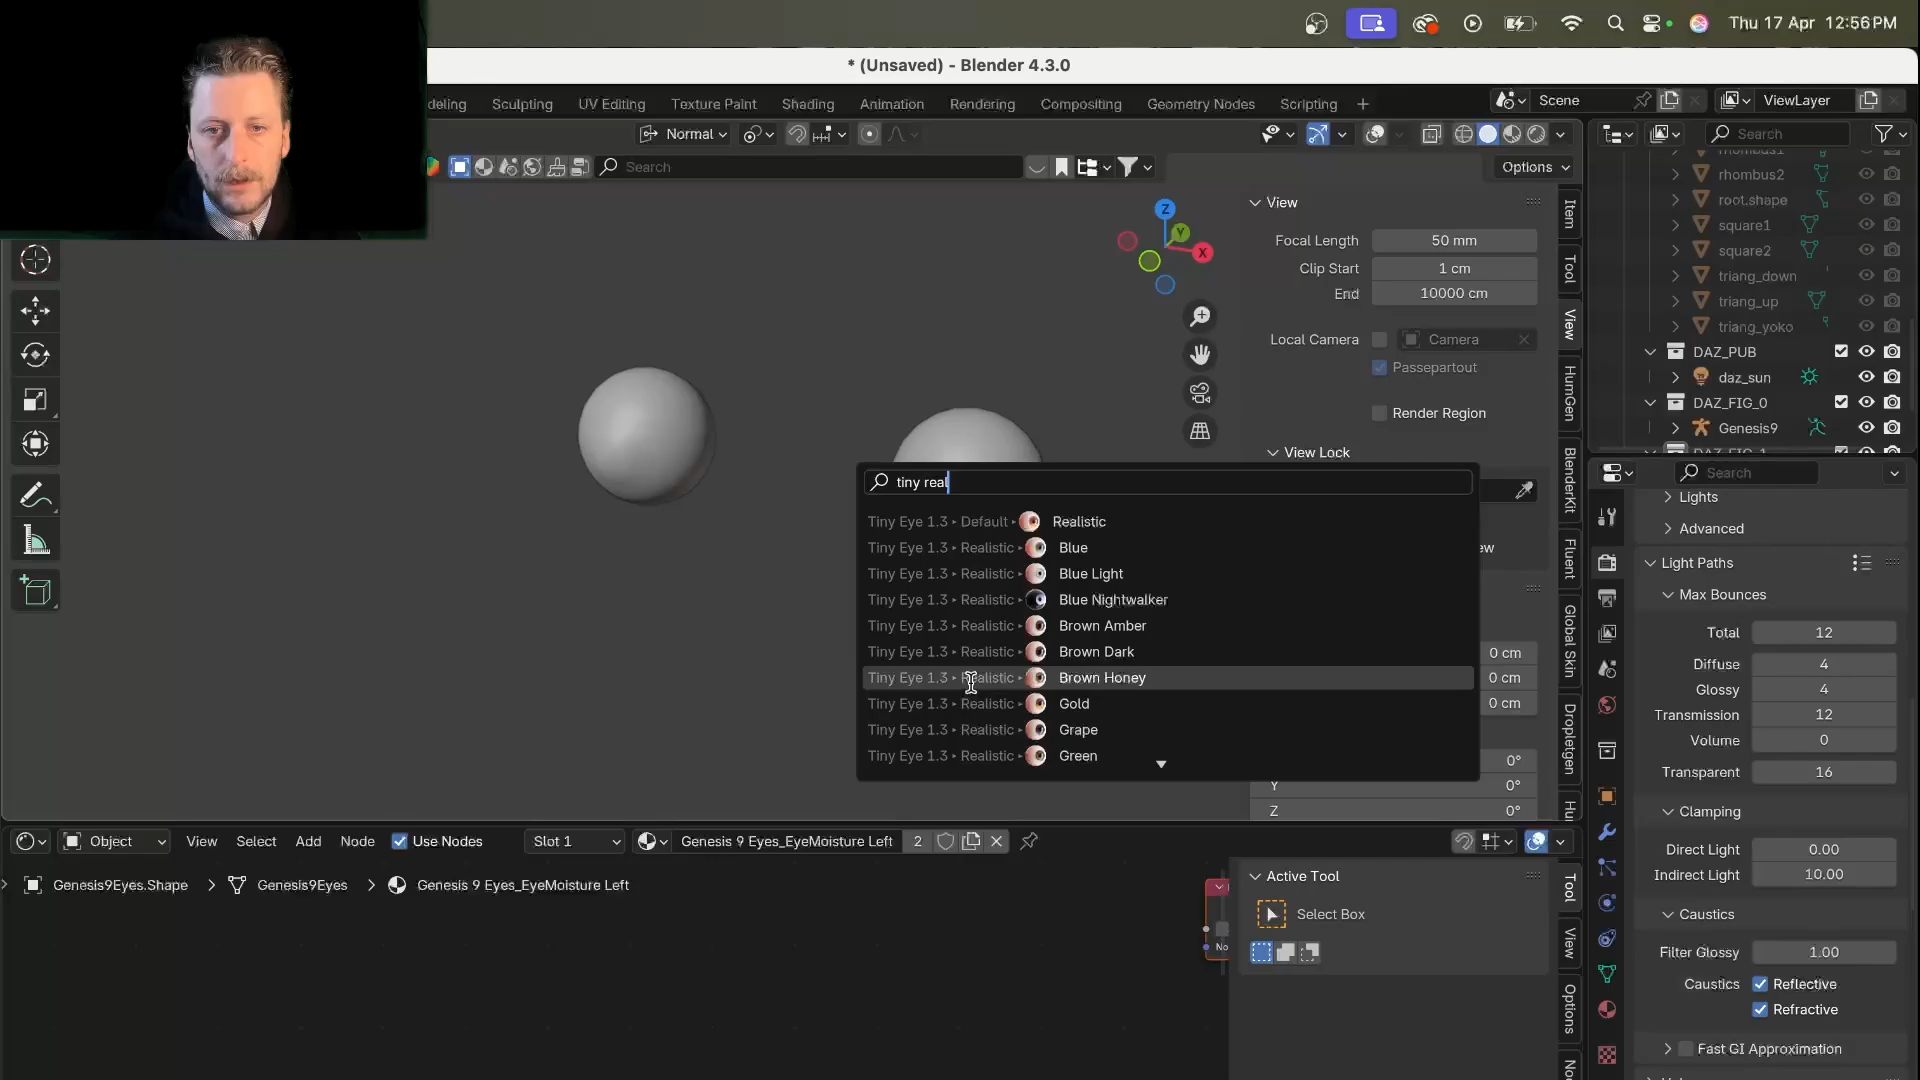 Thu 17 Apr 12:56PM
* (Unsaved) - Blender 4.3.0
deling Sculpting UV Editing Texture Paint Shading Animation Rendering Compositing Geometry Nodes Scripting +
Scene
ViewLayer
Normal
Search
Search
Options
View
Focal Length 50 mm
Clip Start 1 cm
End 10000 cm
Local Camera Camera
Passepartout
Render Region
View Lock
ew
0 cm
0 cm
0 cm
0°
Y 0°
Z 0°
Z
Y
X
Item
Tool
View
HumGen
BlenderKit
Fluent
Global Skin
Dropletgen
Hu
tiny real
Tiny Eye 1.3 ▸ Default ▸ Realistic
Tiny Eye 1.3 ▸ Realistic ▸ Blue
Tiny Eye 1.3 ▸ Realistic ▸ Blue Light
Tiny Eye 1.3 ▸ Realistic ▸ Blue Nightwalker
Tiny Eye 1.3 ▸ Realistic ▸ Brown Amber
Tiny Eye 1.3 ▸ Realistic ▸ Brown Dark
Tiny Eye 1.3 ▸ Realistic ▸ Brown Honey
Tiny Eye 1.3 ▸ Realistic ▸ Gold
Tiny Eye 1.3 ▸ Realistic ▸ Grape
Tiny Eye 1.3 ▸ Realistic ▸ Green
rhombus1
rhombus2
root.shape
square1
square2
triang_down
triang_up
triang_yoko
DAZ_PUB
daz_sun
DAZ_FIG_0
Genesis9
Search
Lights
Advanced
Light Paths
Max Bounces
Total 12
Diffuse 4
Glossy 4
Transmission 12
Volume 0
Transparent 16
Clamping
Direct Light 0.00
Indirect Light 10.00
Caustics
Filter Glossy 1.00
Caustics Reflective
Refractive
Fast GI Approximation
Object View Select Add Node Use Nodes Slot 1 Genesis 9 Eyes_EyeMoisture Left 2
Genesis9Eyes.Shape > Genesis9Eyes > Genesis 9 Eyes_EyeMoisture Left
No
Active Tool
Select Box
Tool
View
Options
No